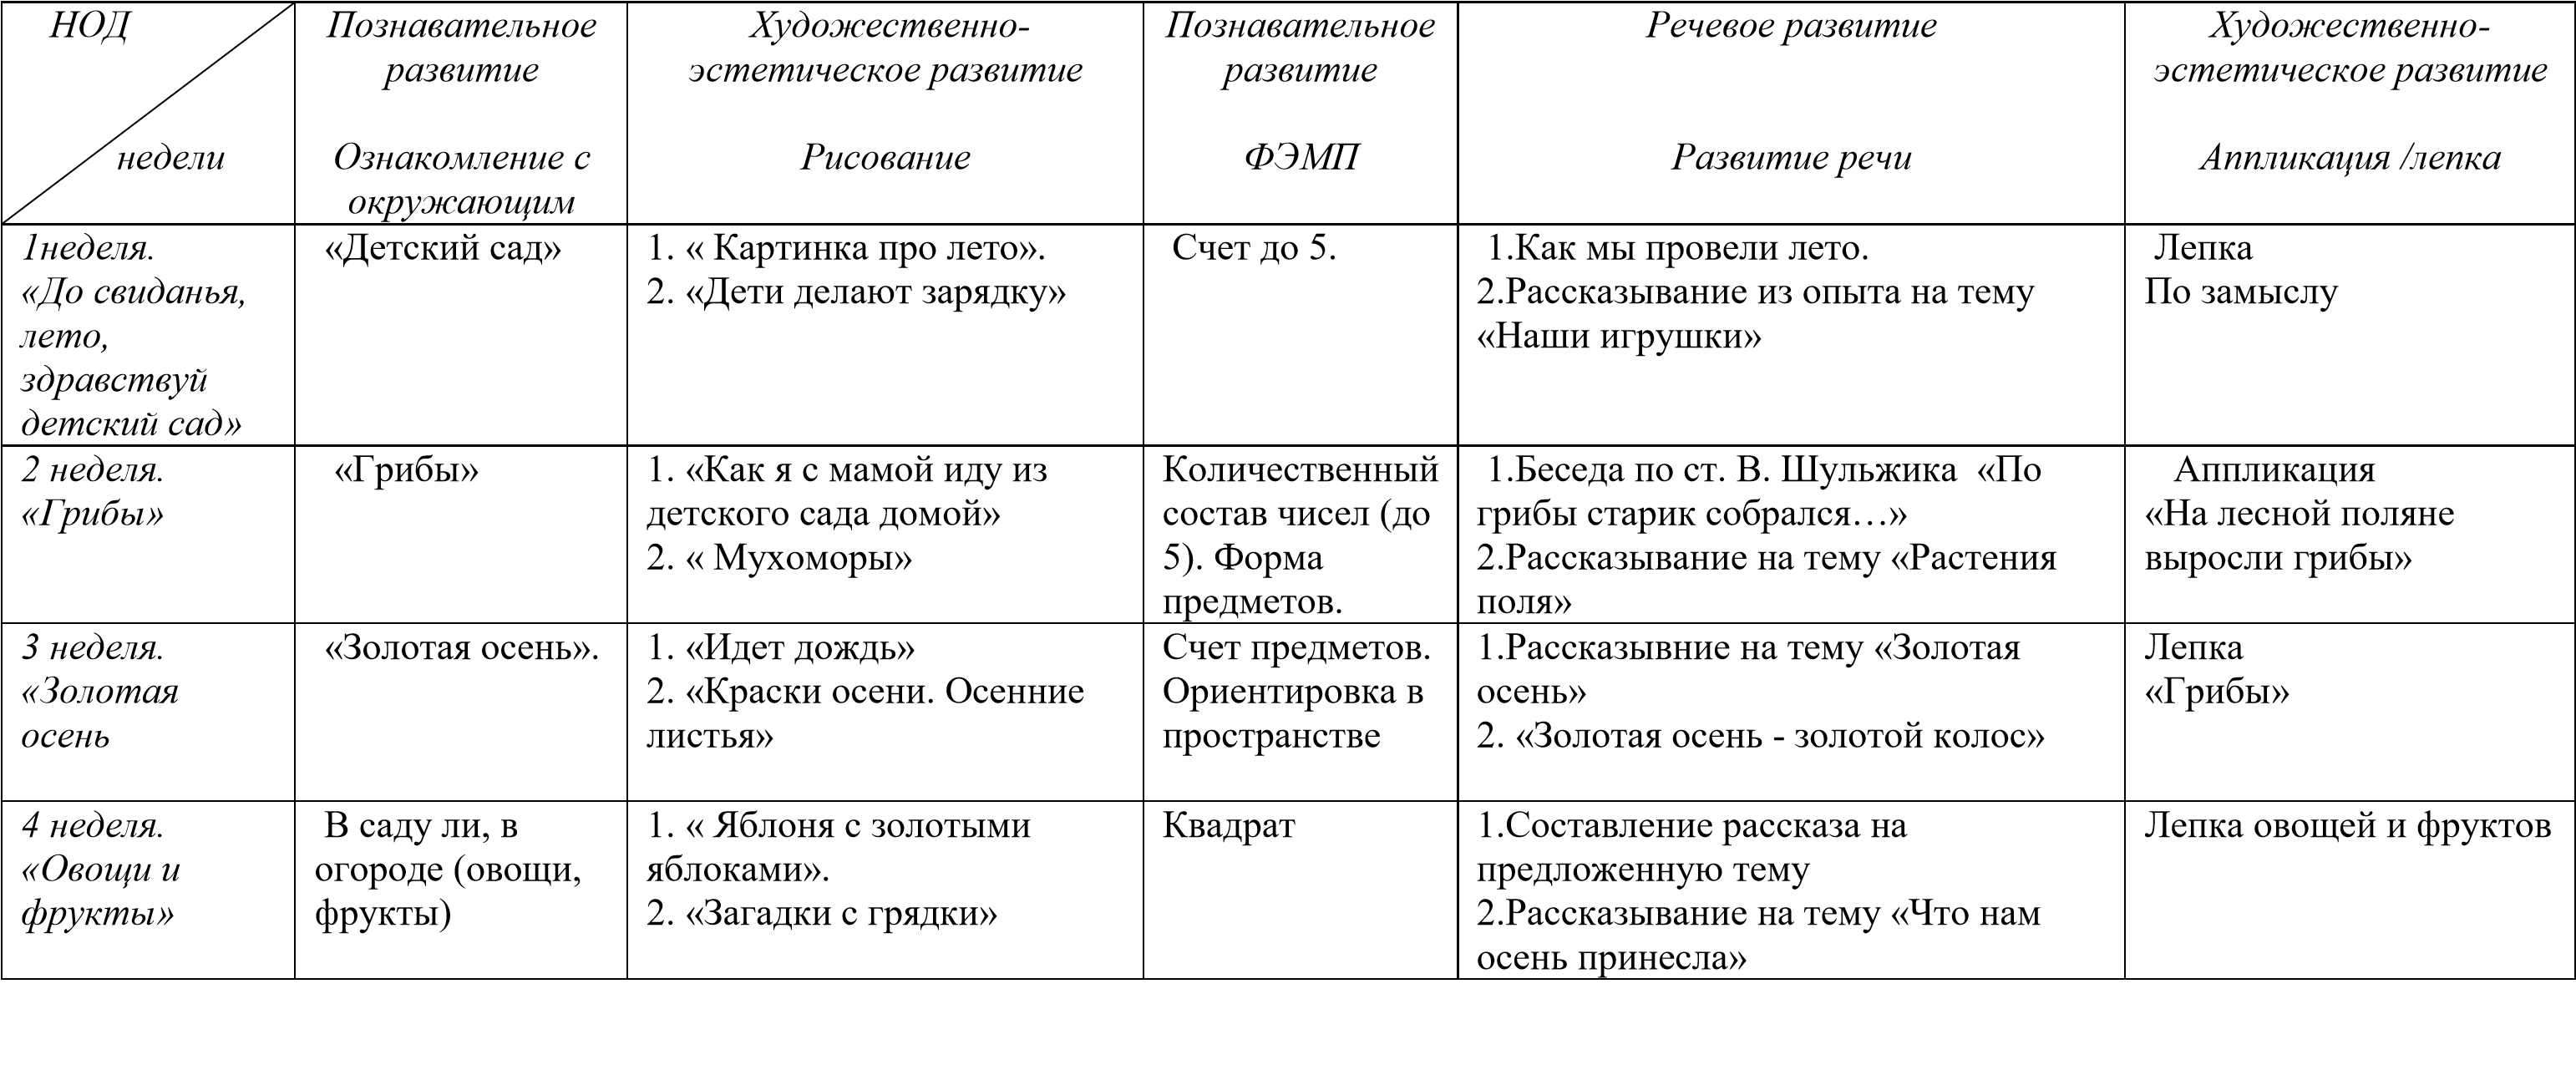 НОД
недели
Познавательное
развитие
Ознакомление с
окружающим
Художественно-
эстетическое развитие
Рисование
Познавательное
развитие
ФЭМП
Речевое развитие
Развитие речи
Художественно-
эстетическое развитие
Аппликация /лепка
1неделя.
«До свиданья,
лето,
здравствуй
детский сад»
«Детский сад»
1. « Картинка про лето».
2. «Дети делают зарядку»
Счет до 5.
1.Как мы провели лето.
2.Рассказывание из опыта на тему
«Наши игрушки»
Лепка
По замыслу
2 неделя.
«Грибы»
«Грибы»
1. «Как я с мамой иду из
детского сада домой»
2. « Мухоморы»
Количественный
состав чисел (до
5). Форма
предметов.
1.Беседа по ст. В. Шульжика  «По
грибы старик собрался…»
2.Рассказывание на тему «Растения
поля»
Аппликация
«На лесной поляне
выросли грибы»
3 неделя.
«Золотая
осень
«Золотая осень».
1. «Идет дождь»
2. «Краски осени. Осенние
листья»
Счет предметов.
Ориентировка в
пространстве
1.Рассказывние на тему «Золотая
осень»
2. «Золотая осень - золотой колос»
Лепка
«Грибы»
4 неделя.
«Овощи и
фрукты»
В саду ли, в
огороде (овощи,
фрукты)
1. « Яблоня с золотыми
яблоками».
2. «Загадки с грядки»
Квадрат
1.Составление рассказа на
предложенную тему
2.Рассказывание на тему «Что нам
осень принесла»
Лепка овощей и фруктов